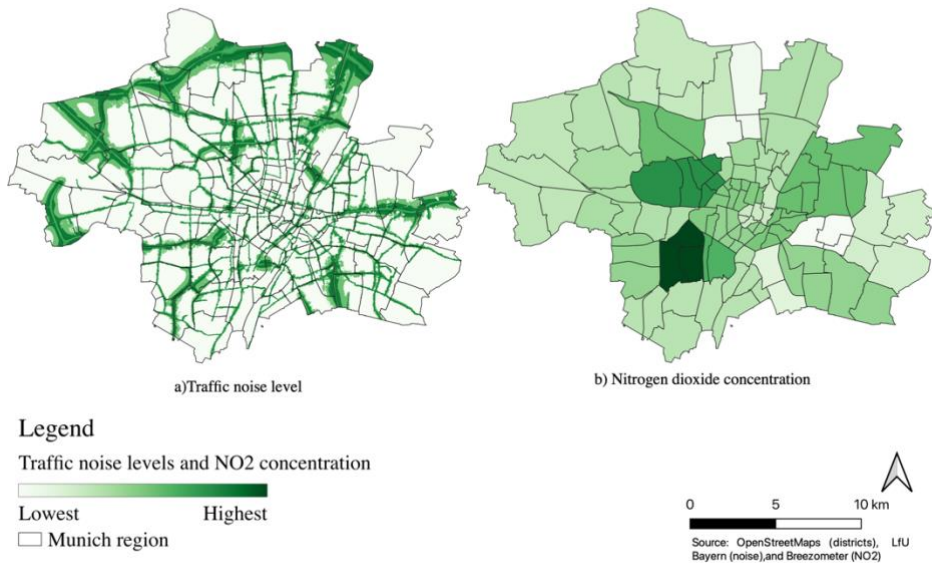 a)Traffic noise level
b) Nitrogen dioxide concentration
Legend
Traffic noise levels and NO2 concentration
Lowest Highest
Munich region
0 5 10 km
Source: OpenStreetMaps (districts), LfU
Bayern (noise),and Breezometer (NO2)